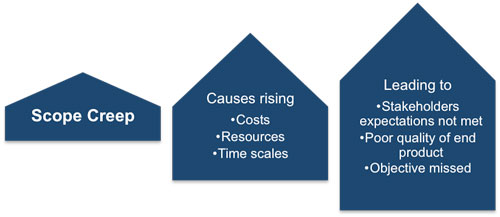 Scope Creep
Causes rising
•Costs
•Resources
•Time scales
Leading to
•Stakeholders
expectations not met
•Poor quality of end
product
•Objective missed